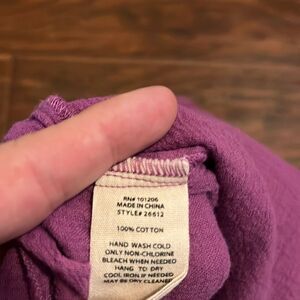 RN# 101206
MADE IN CHINA
STYLE# 26612
100% COTTON
HAND WASH COLD
ONLY NON-CHLORINE
BLEACH WHEN NEEDED
HANG TO DRY
COOL IRON IF NEEDED
MAY BE DRY CLEANED